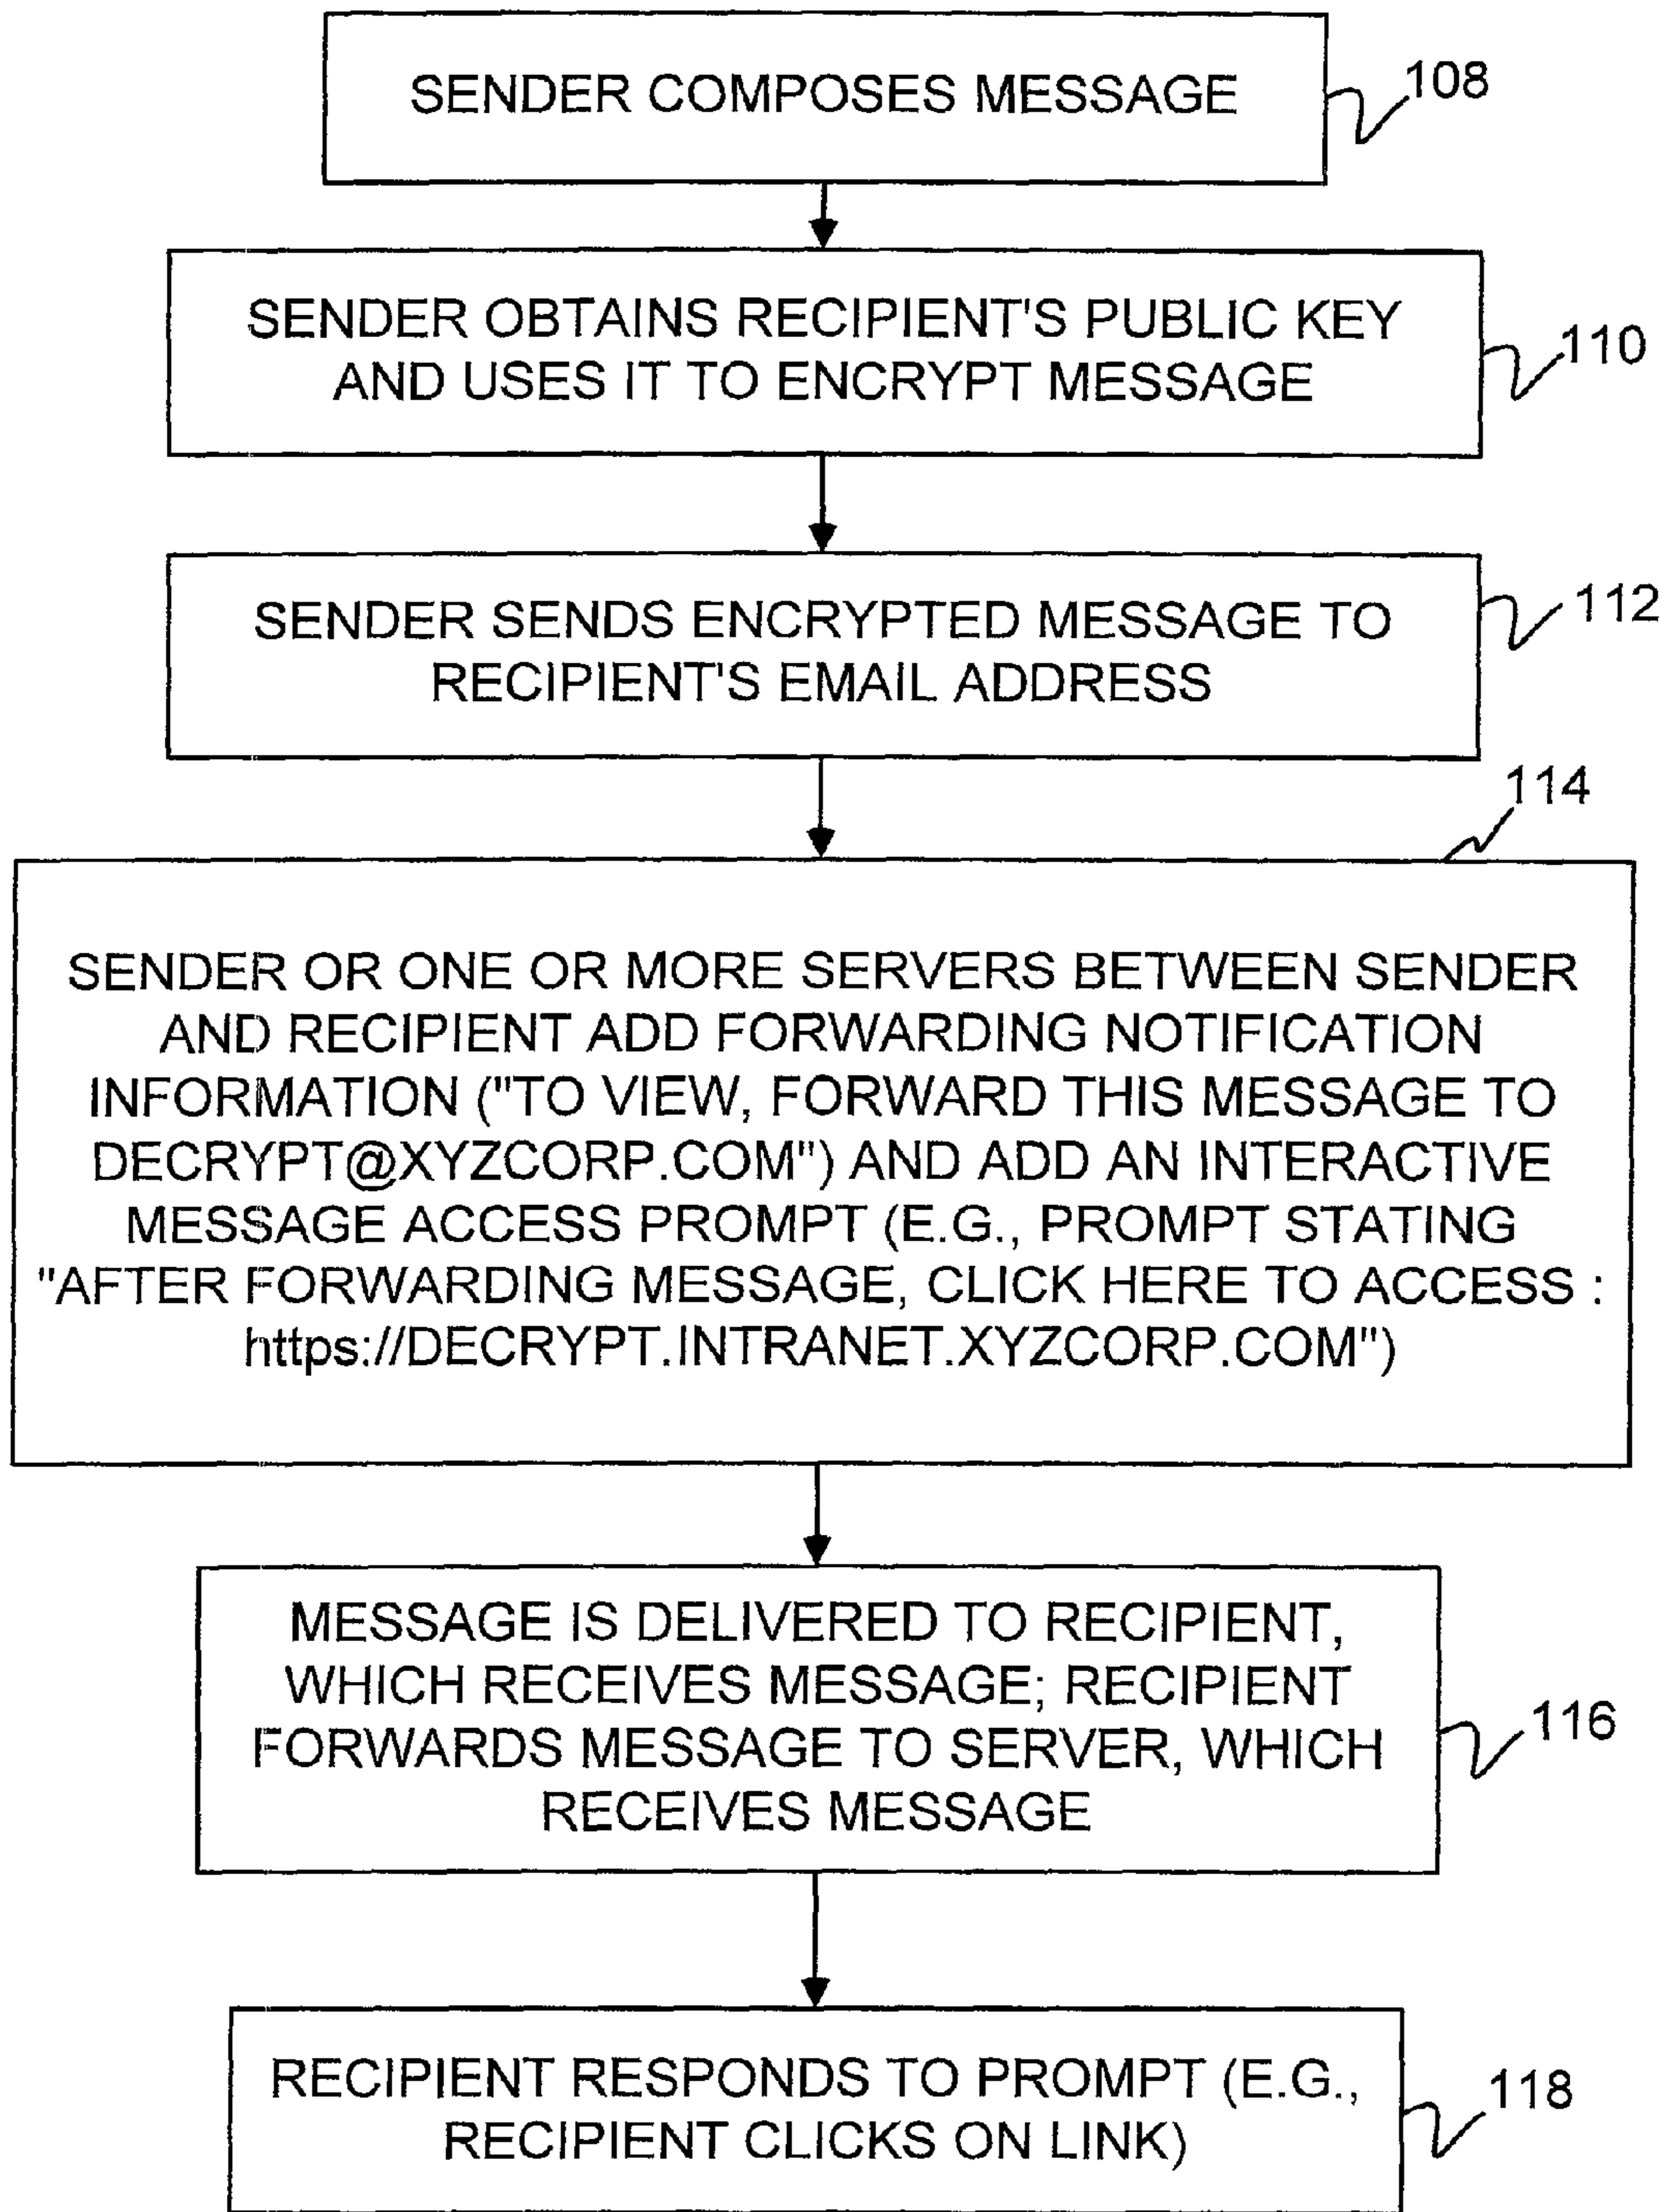 SENDER COMPOSES MESSAGE
108
SENDER OBTAINS RECIPIENT'S PUBLIC KEY
AND USES IT TO ENCRYPT MESSAGE
110
SENDER SENDS ENCRYPTED MESSAGE TO
RECIPIENT'S EMAIL ADDRESS
112
114
SENDER OR ONE OR MORE SERVERS BETWEEN SENDER
AND RECIPIENT ADD FORWARDING NOTIFICATION
INFORMATION ("TO VIEW, FORWARD THIS MESSAGE TO
DECRYPT@XYZCORP.COM") AND ADD AN INTERACTIVE
MESSAGE ACCESS PROMPT (E.G., PROMPT STATING
"AFTER FORWARDING MESSAGE, CLICK HERE TO ACCESS :
https://DECRYPT.INTRANET.XYZCORP.COM")
MESSAGE IS DELIVERED TO RECIPIENT,
WHICH RECEIVES MESSAGE; RECIPIENT
FORWARDS MESSAGE TO SERVER, WHICH
RECEIVES MESSAGE
116
RECIPIENT RESPONDS TO PROMPT (E.G.,
RECIPIENT CLICKS ON LINK)
118